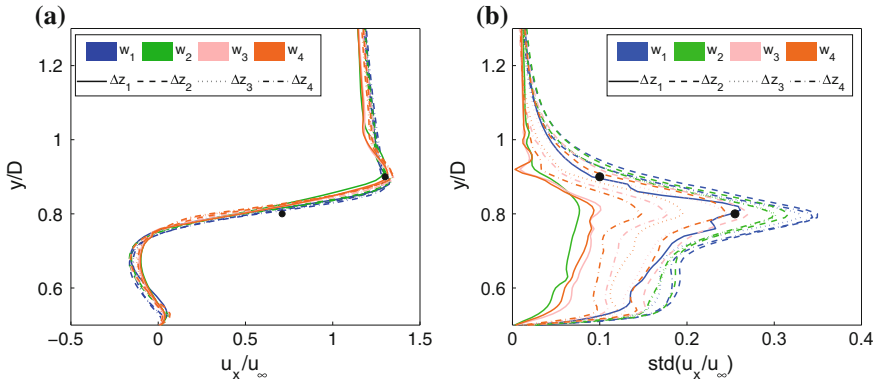 (a)
w₁ w₂ w₃ w₄
Δz₁ Δz₂ Δz₃ Δz₄
y/D
1.2
1
0.8
0.6
−0.5 0 0.5 1 1.5
uₓ/u∞
(b)
w₁ w₂ w₃ w₄
Δz₁ Δz₂ Δz₃ Δz₄
y/D
1.2
1
0.8
0.6
0 0.1 0.2 0.3 0.4
std(uₓ/u∞)